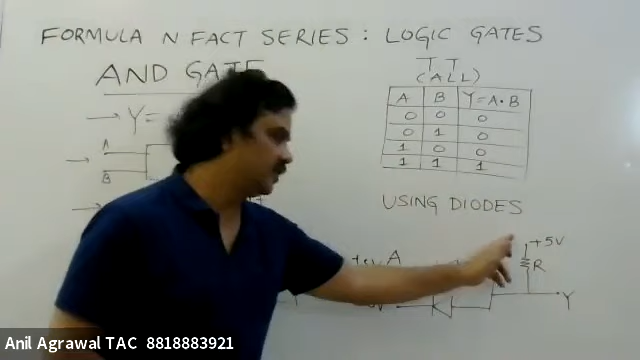 FORMULA N FACT SERIES : LOGIC GATES
AND GATE
Y=
A
B
T T
(ALL)
A B Y=A·B
0 0 0
0 1 0
1 0 0
1 1 1
USING DIODES
+5V
R
A
Y
Anil Agrawal TAC 8818883921